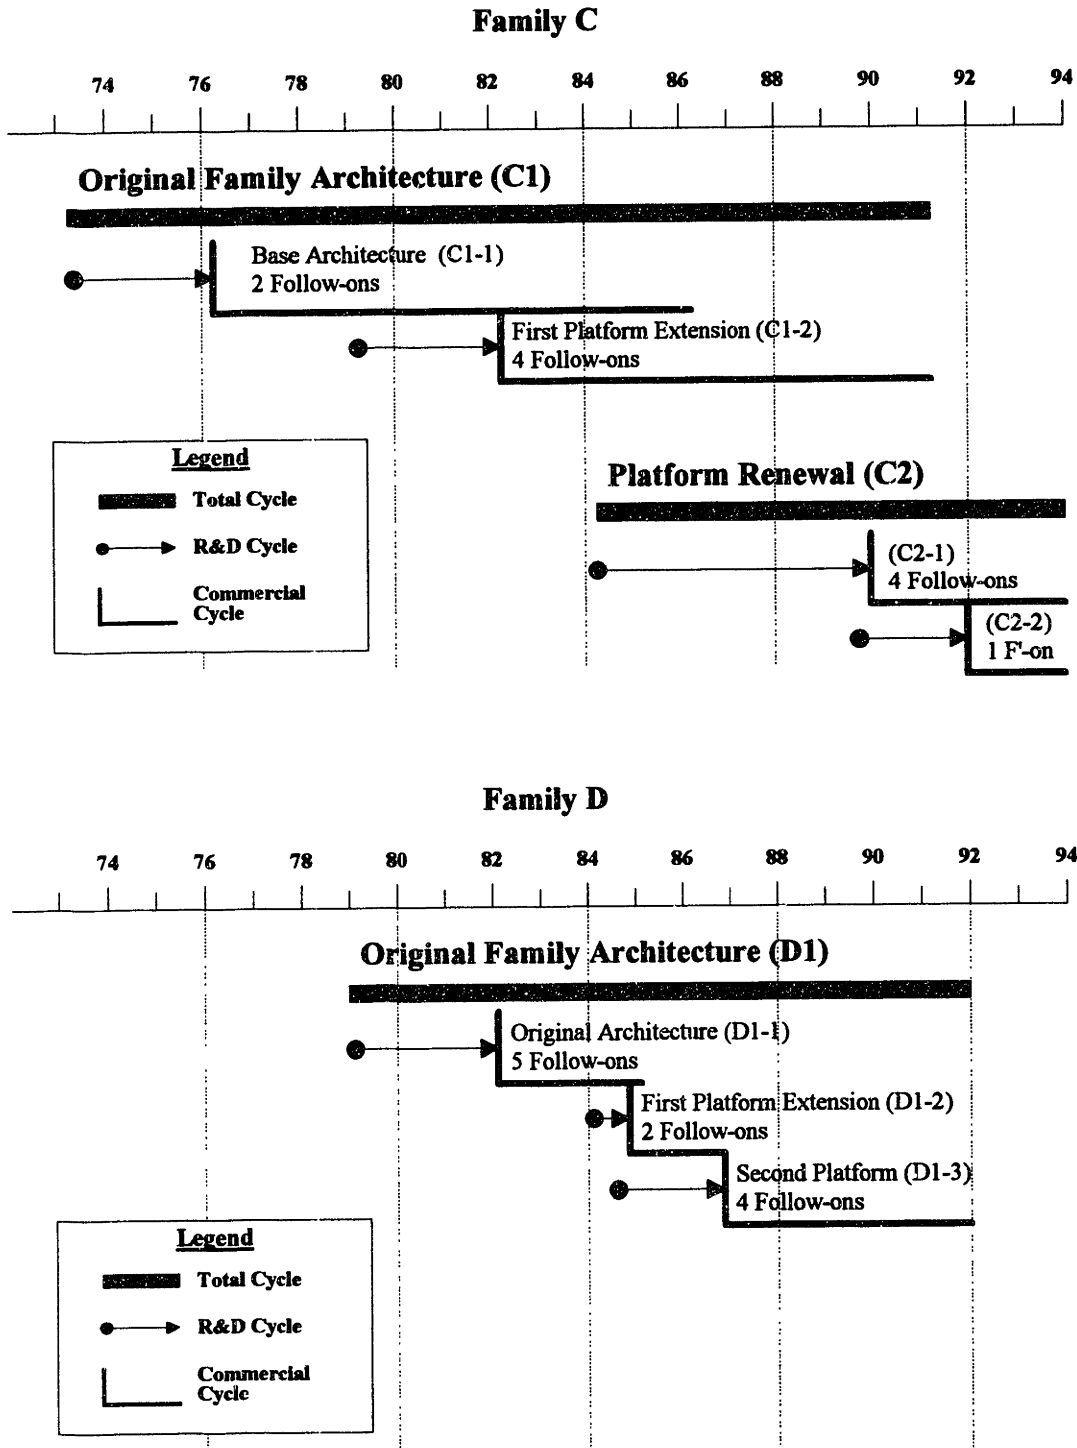 Family C
74 76 78 80 82 84 86 88 90 92 94
Original Family Architecture (C1)
Base Architecture (C1-1)
2 Follow-ons
First Platform Extension (C1-2)
4 Follow-ons
Legend
Total Cycle
R&D Cycle
Commercial
Cycle
Platform Renewal (C2)
(C2-1)
4 Follow-ons
(C2-2)
1 F'-on
Family D
74 76 78 80 82 84 86 88 90 92 94
Original Family Architecture (D1)
Original Architecture (D1-1)
5 Follow-ons
First Platform Extension (D1-2)
2 Follow-ons
Second Platform (D1-3)
4 Follow-ons
Legend
Total Cycle
R&D Cycle
Commercial
Cycle